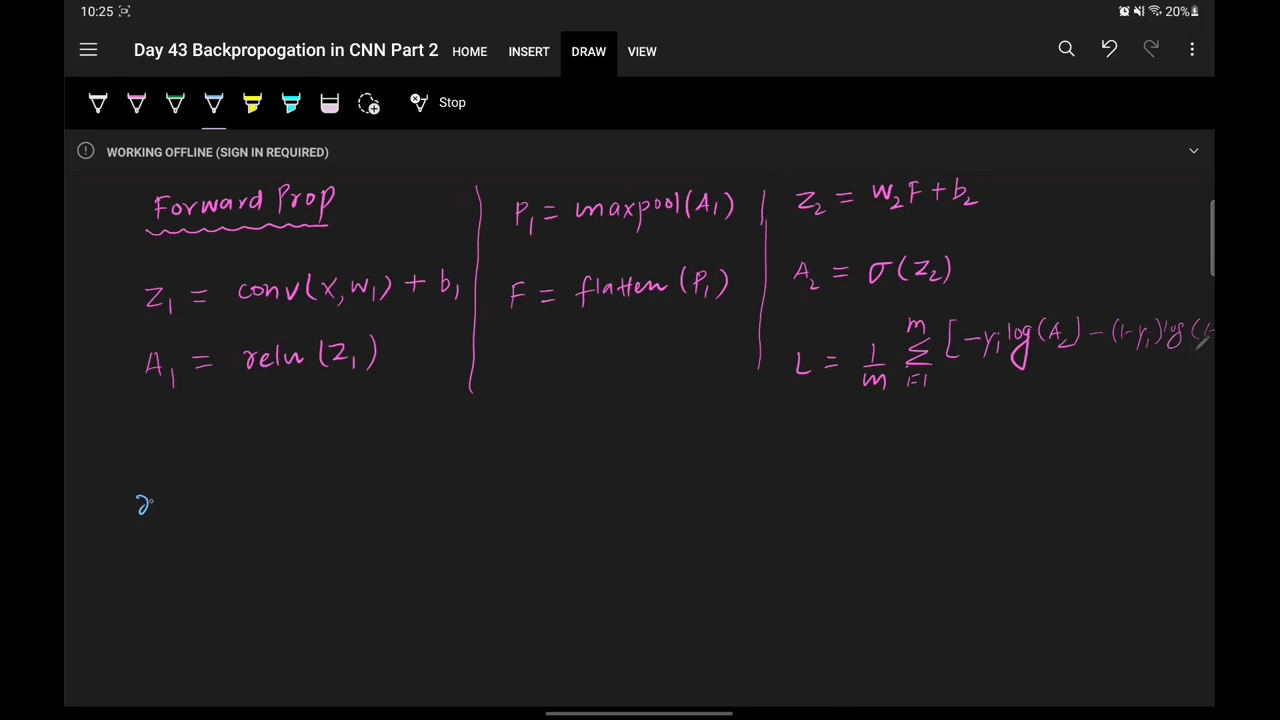 10:25
20%
Day 43 Backpropogation in CNN Part 2 HOME INSERT DRAW VIEW
Stop
WORKING OFFLINE (SIGN IN REQUIRED)
Forward Prop
Z₁ = conv(X, W₁) + b₁
A₁ = relu(Z₁)
P₁ = maxpool(A₁)
F = flatten(P₁)
Z₂ = W₂F + b₂
A₂ = σ(Z₂)
L = 1/m Σ i=1 m [-yᵢ log(A₂) - (1-yᵢ) log(1-
∂